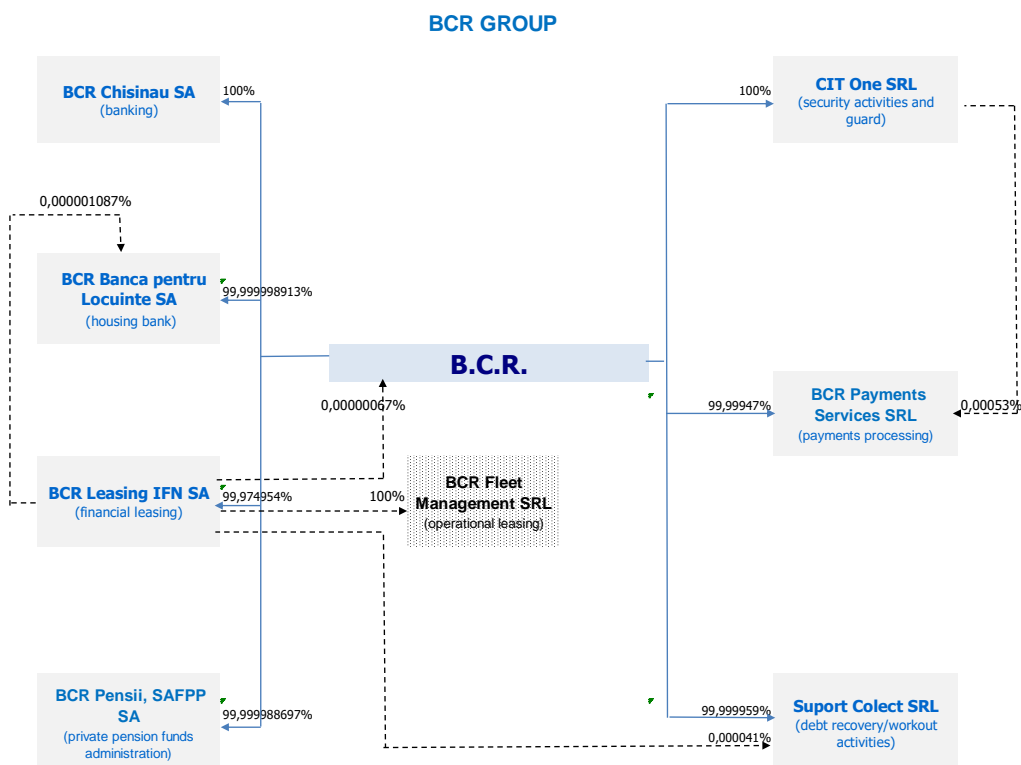 BCR GROUP
BCR Chisinau SA
(banking)
100%
100%
CIT One SRL
(security activities and
guard)
0,000001087%
BCR Banca pentru
Locuinte SA
(housing bank)
99,999998913%
B.C.R.
0,00000067%
99,99947%
BCR Payments
Services SRL
(payments processing)
0,00053%
BCR Leasing IFN SA
(financial leasing)
99,974954%
100%
BCR Fleet
Management SRL
(operational leasing)
BCR Pensii, SAFPP
SA
(private pension funds
administration)
99,999988697%
99,999959%
0,000041%
Suport Colect SRL
(debt recovery/workout
activities)